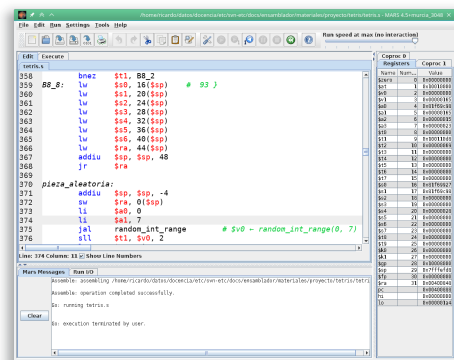 /home/ricardo/datos/docencia/etc/svn-etc/docs/ensamblador/materiales/proyecto/tetris/tetris.s - MARS 4.5+murcia_3048
File Edit Run Settings Tools Help
Run speed at max (no interaction)
Edit Execute
tetris.s
358 bnez $t1, B8_2
359 B8_8: lw $s0, 16($sp) # 93 }
360 lw $s1, 20($sp)
361 lw $s2, 24($sp)
362 lw $s3, 28($sp)
363 lw $s4, 32($sp)
364 lw $s5, 36($sp)
365 lw $s6, 40($sp)
366 lw $ra, 44($sp)
367 addiu $sp, $sp, 48
368 jr $ra
369
370 pieza_aleatoria:
371 addiu $sp, $sp, -4
372 sw $ra, 0($sp)
373 li $a0, 0
374 li $a1, 7
375 jal random_int_range # $v0 ← random_int_range(0, 7)
376 sll $t1, $v0, 2
Line: 374 Column: 11 Show Line Numbers
Mars Messages Run I/O
Assemble: assembling /home/ricardo/datos/docencia/etc/svn-etc/docs/ensamblador/materiales/proyecto/tetris/tetri
Assemble: operation completed successfully.
Go: running tetris.s
Go: execution terminated by user.
Clear
Coproc 0
Registers Coproc 1
Name Num... Value
$zero 0 0x00000000
$at 1
$v0 2
$v1 3
$a0 4
$a1 5
$a2 6
$a3 7
$t0 8
$t1 9
$t2 10
$t3 11
$t4 12
$t5 13
$t6 14
$t7 15
$s0 16
$s1 17
$s2 18
$s3 19
$s4 20
$s5 21
$s6 22
$s7 23
$t8 24
$t9 25
$k0 26
$k1 27
$gp 28
$sp 29
$fp 30
$ra 31
pc
hi
lo